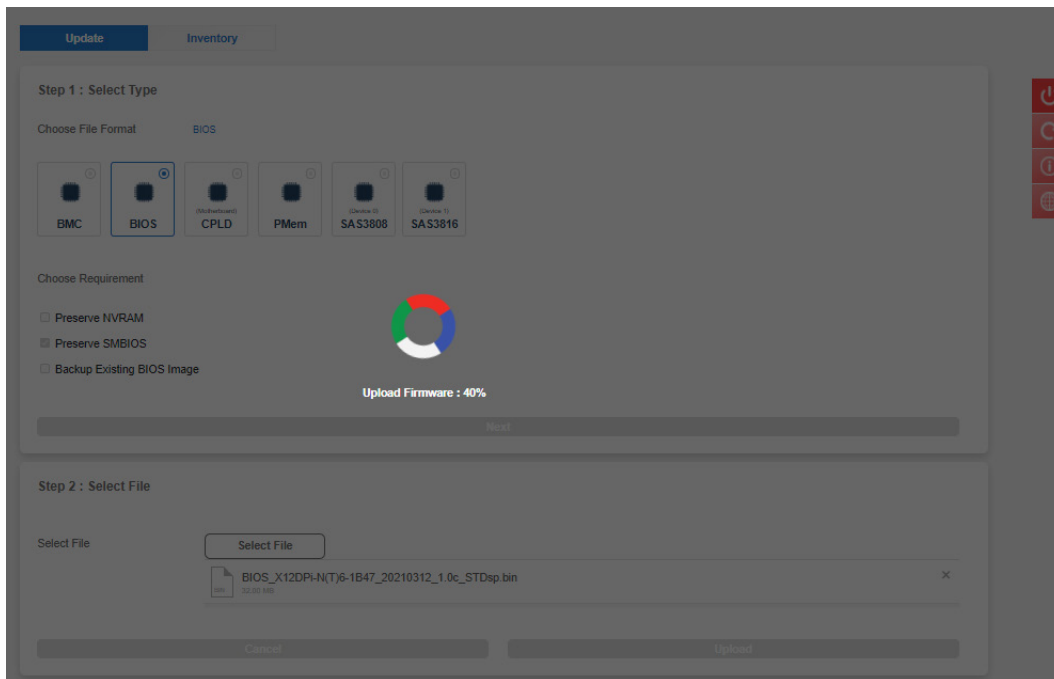 Update Inventory
Step 1 : Select Type
Choose File Format BIOS
(Motherboard) (Device 0) (Device 1)
BMC BIOS CPLD PMem SAS3808 SAS3816
Choose Requirement
Preserve NVRAM
Preserve SMBIOS
Backup Existing BIOS Image
Upload Firmware : 40%
Next
Step 2 : Select File
Select File Select File
BIOS_X12DPi-N(T)6-1B47_20210312_1.0c_STDsp.bin
32.00 MB
Cancel Upload